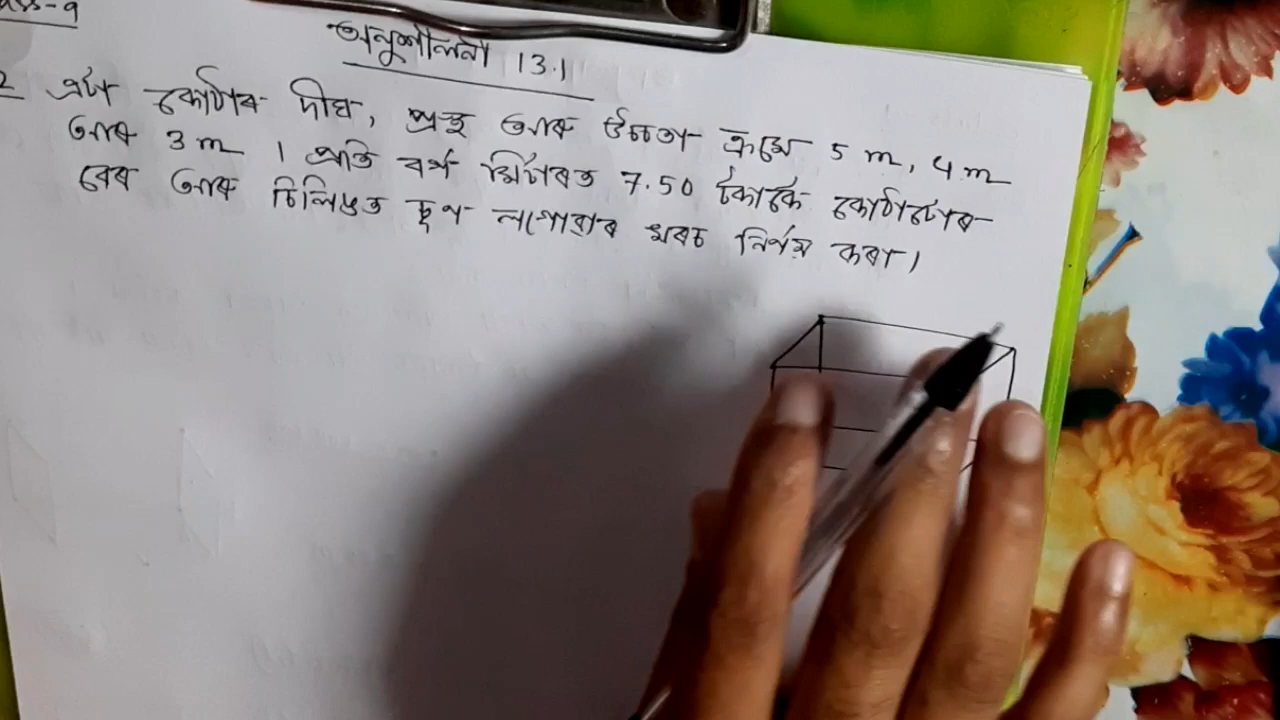 অনুশীলনী 13.1
2 এটা কোঠাৰ দীঘ, প্ৰস্থ আৰু উচ্চতা ক্ৰমে 5 m, 4 m
আৰু 3 m । প্ৰতি বৰ্গ মিটাৰত 7.50 টকাকৈ কোঠাটোৰ
বেৰ আৰু চিলিঙত চূণ লগোৱাৰ খৰচ নিৰ্ণয় কৰা।